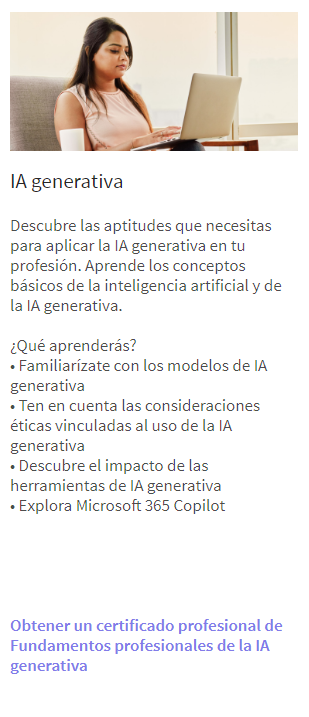 IA generativa
Descubre las aptitudes que necesitas
para aplicar la IA generativa en tu
profesión. Aprende los conceptos
básicos de la inteligencia artificial y de
la IA generativa.
¿Qué aprenderás?
• Familiarízate con los modelos de IA
generativa
• Ten en cuenta las consideraciones
éticas vinculadas al uso de la IA
generativa
• Descubre el impacto de las
herramientas de IA generativa
• Explora Microsoft 365 Copilot
Obtener un certificado profesional de
Fundamentos profesionales de la IA
generativa